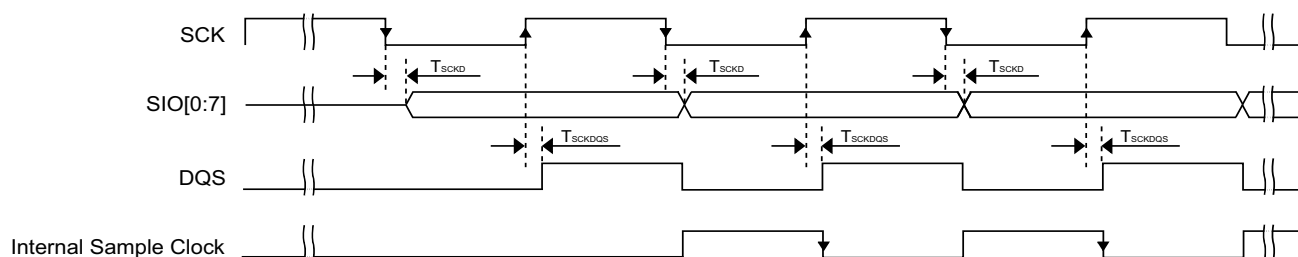 SCK
TSCKD TSCKD TSCKD
SIO[0:7]
TSCKDQS TSCKDQS TSCKDQS
DQS
Internal Sample Clock